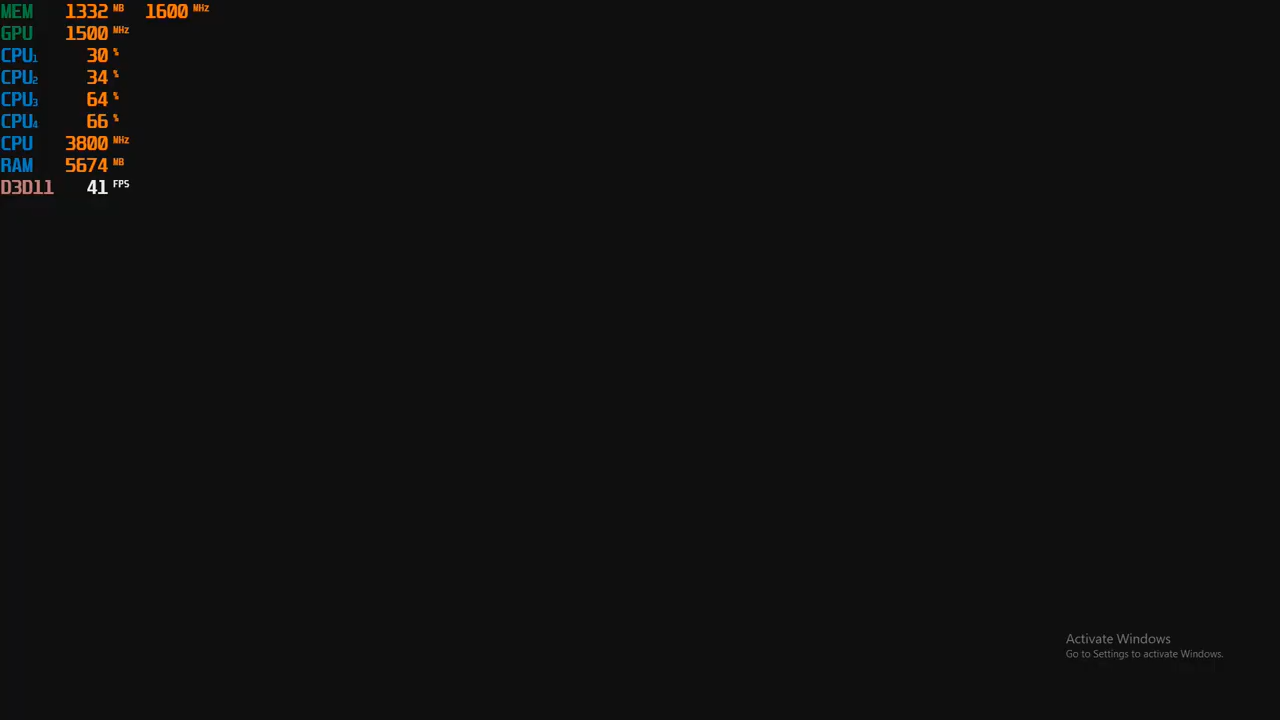 MEM 1332 MB 1600 MHz
GPU 1500 MHz
CPU1 30 %
CPU2 34 %
CPU3 64 %
CPU4 66 %
CPU 3800 MHz
RAM 5674 MB
D3D11 41 FPS
Activate Windows
Go to Settings to activate Windows.